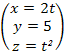 x = 2t
y = 5
z = t²